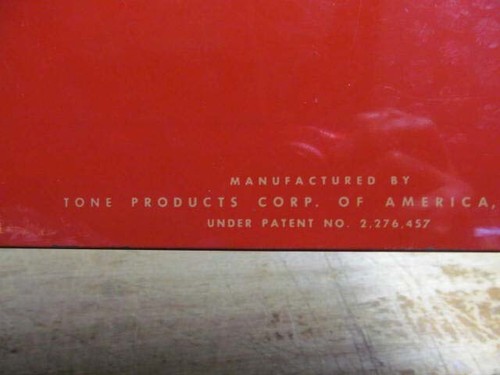 MANUFACTURED BY
TONE PRODUCTS CORP. OF AMERICA,
UNDER PATENT NO. 2,276,457